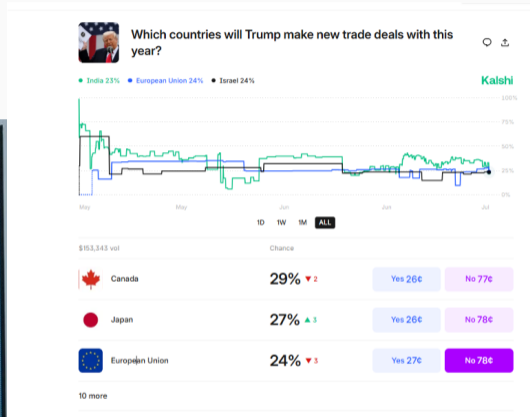 Which countries will Trump make new trade deals with this
year?
India 23% European Union 24% Israel 24%
Kalshi
100%
75%
50%
25%
0%
May May Jun Jun Jul
1D 1W 1M ALL
$153,343 vol Chance
Canada 29% ▼ 2 Yes 26¢ No 77¢
Japan 27% ▲ 3 Yes 26¢ No 78¢
European Union 24% ▼ 3 Yes 27¢ No 78¢
10 more